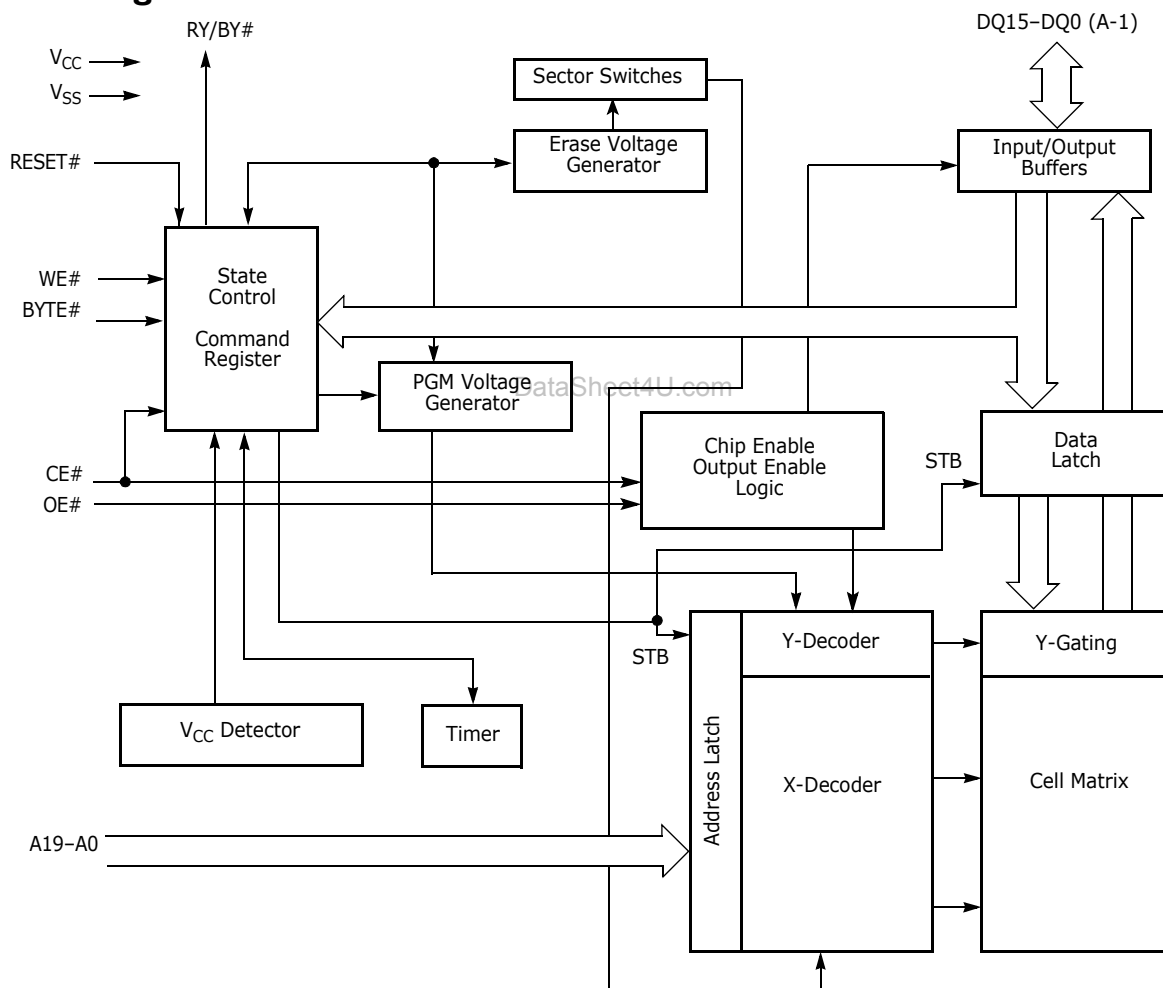 RY/BY#
DQ15–DQ0 (A-1)
VCC
VSS
Sector Switches
Erase Voltage
Generator
Input/Output
Buffers
RESET#
WE#
BYTE#
State
Control
Command
Register
PGM Voltage
Generator
DataSheet4U.com
Chip Enable
Output Enable
Logic
STB
Data
Latch
CE#
OE#
STB
Y-Decoder
Y-Gating
VCC Detector
Timer
Address Latch
X-Decoder
Cell Matrix
A19–A0